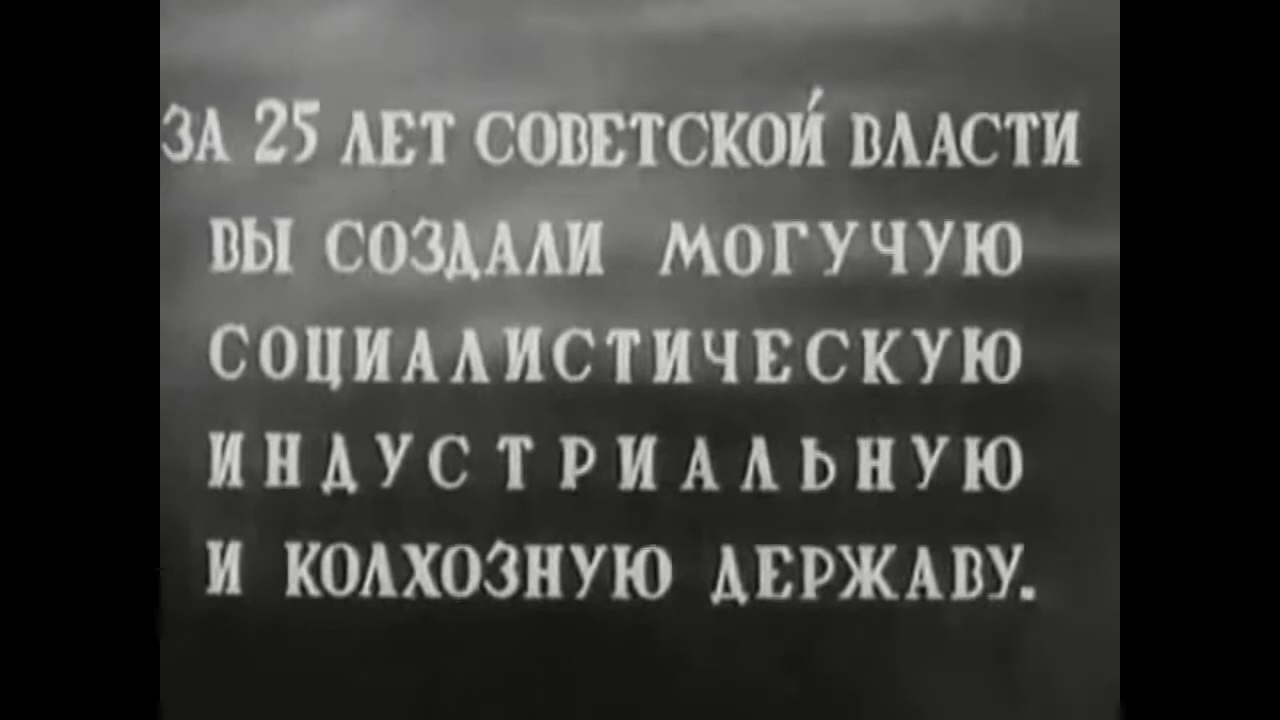 ЗА 25 ЛЕТ СОВЕТСКОЙ ВЛАСТИ
ВЫ СОЗДАЛИ МОГУЧУЮ
СОЦИАЛИСТИЧЕСКУЮ
ИНДУСТРИАЛЬНУЮ
И КОЛХОЗНУЮ ДЕРЖАВУ.